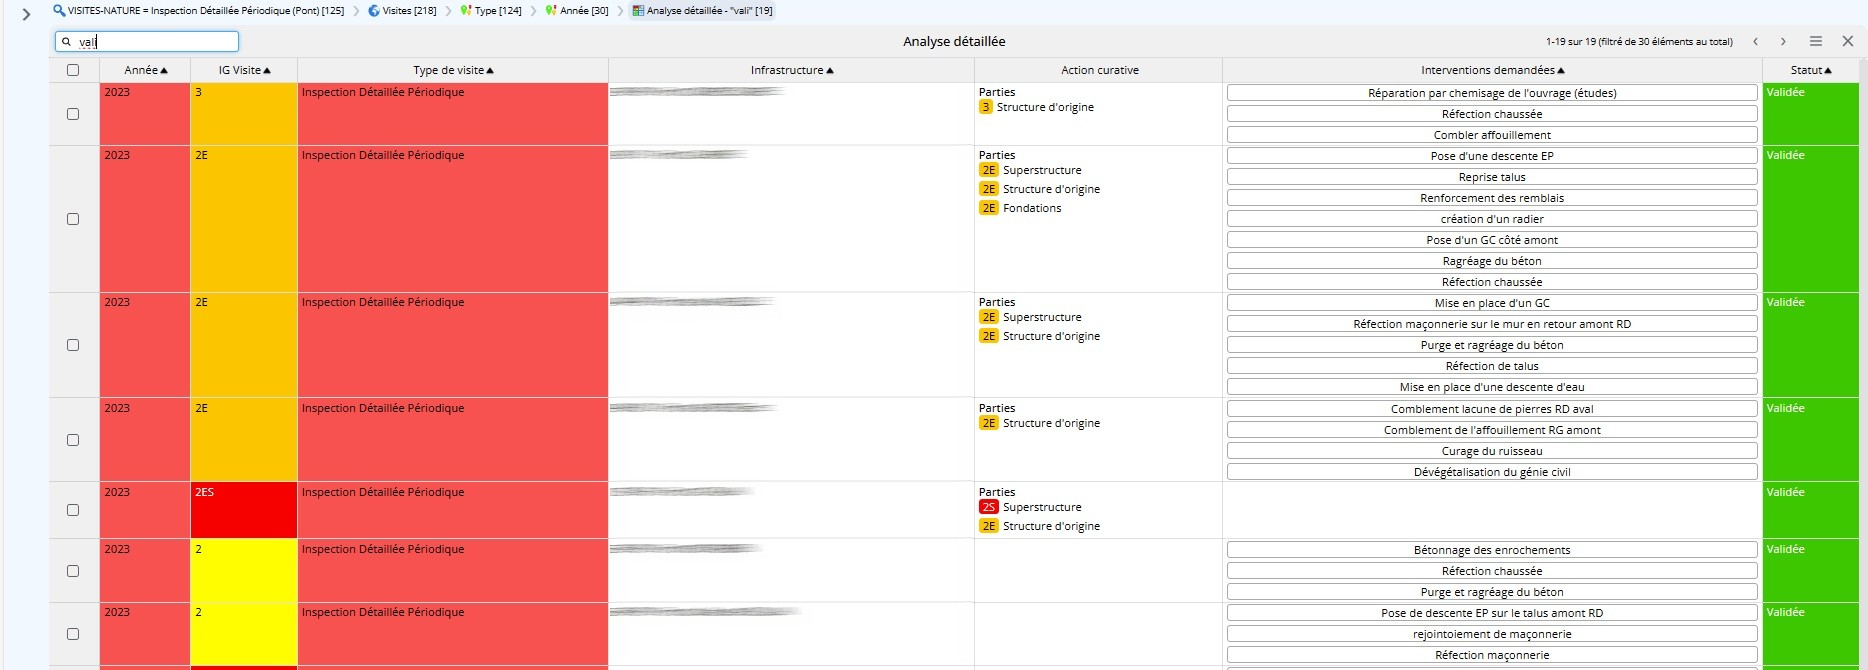 VISITES-NATURE = Inspection Détaillée Périodique (Pont) [125] Visites [218] Type [124] Année [30] Analyse détaillée - "vali" [19]
vali Analyse détaillée 1-19 sur 19 (filtré de 30 éléments au total)
Année IG Visite Type de visite Infrastructure Action curative Interventions demandées Statut
2023 3 Inspection Détaillée Périodique Parties Réparation par chemisage de l'ouvrage (études) Validée
3 Structure d'origine
Réfection chaussée
Combler affouillement
2023 2E Inspection Détaillée Périodique Parties Pose d'une descente EP Validée
2E Superstructure Reprise talus
2E Structure d'origine Renforcement des remblais
2E Fondations création d'un radier
Pose d'un GC côté amont
Ragréage du béton
Réfection chaussée
2023 2E Inspection Détaillée Périodique Parties Mise en place d'un GC Validée
2E Superstructure Réfection maçonnerie sur le mur en retour amont RD
2E Structure d'origine Purge et ragréage du béton
Réfection de talus
Mise en place d'une descente d'eau
2023 2E Inspection Détaillée Périodique Parties Comblement lacune de pierres RD aval Validée
2E Structure d'origine Comblement de l'affouillement RG amont
Curage du ruisseau
Dévégétalisation du génie civil
2023 2ES Inspection Détaillée Périodique Parties Validée
2S Superstructure
2E Structure d'origine
2023 2 Inspection Détaillée Périodique Bétonnage des enrochements Validée
Réfection chaussée
Purge et ragréage du béton
2023 2 Inspection Détaillée Périodique Pose de descente EP sur le talus amont RD Validée
rejointoiement de maçonnerie
Réfection maçonnerie